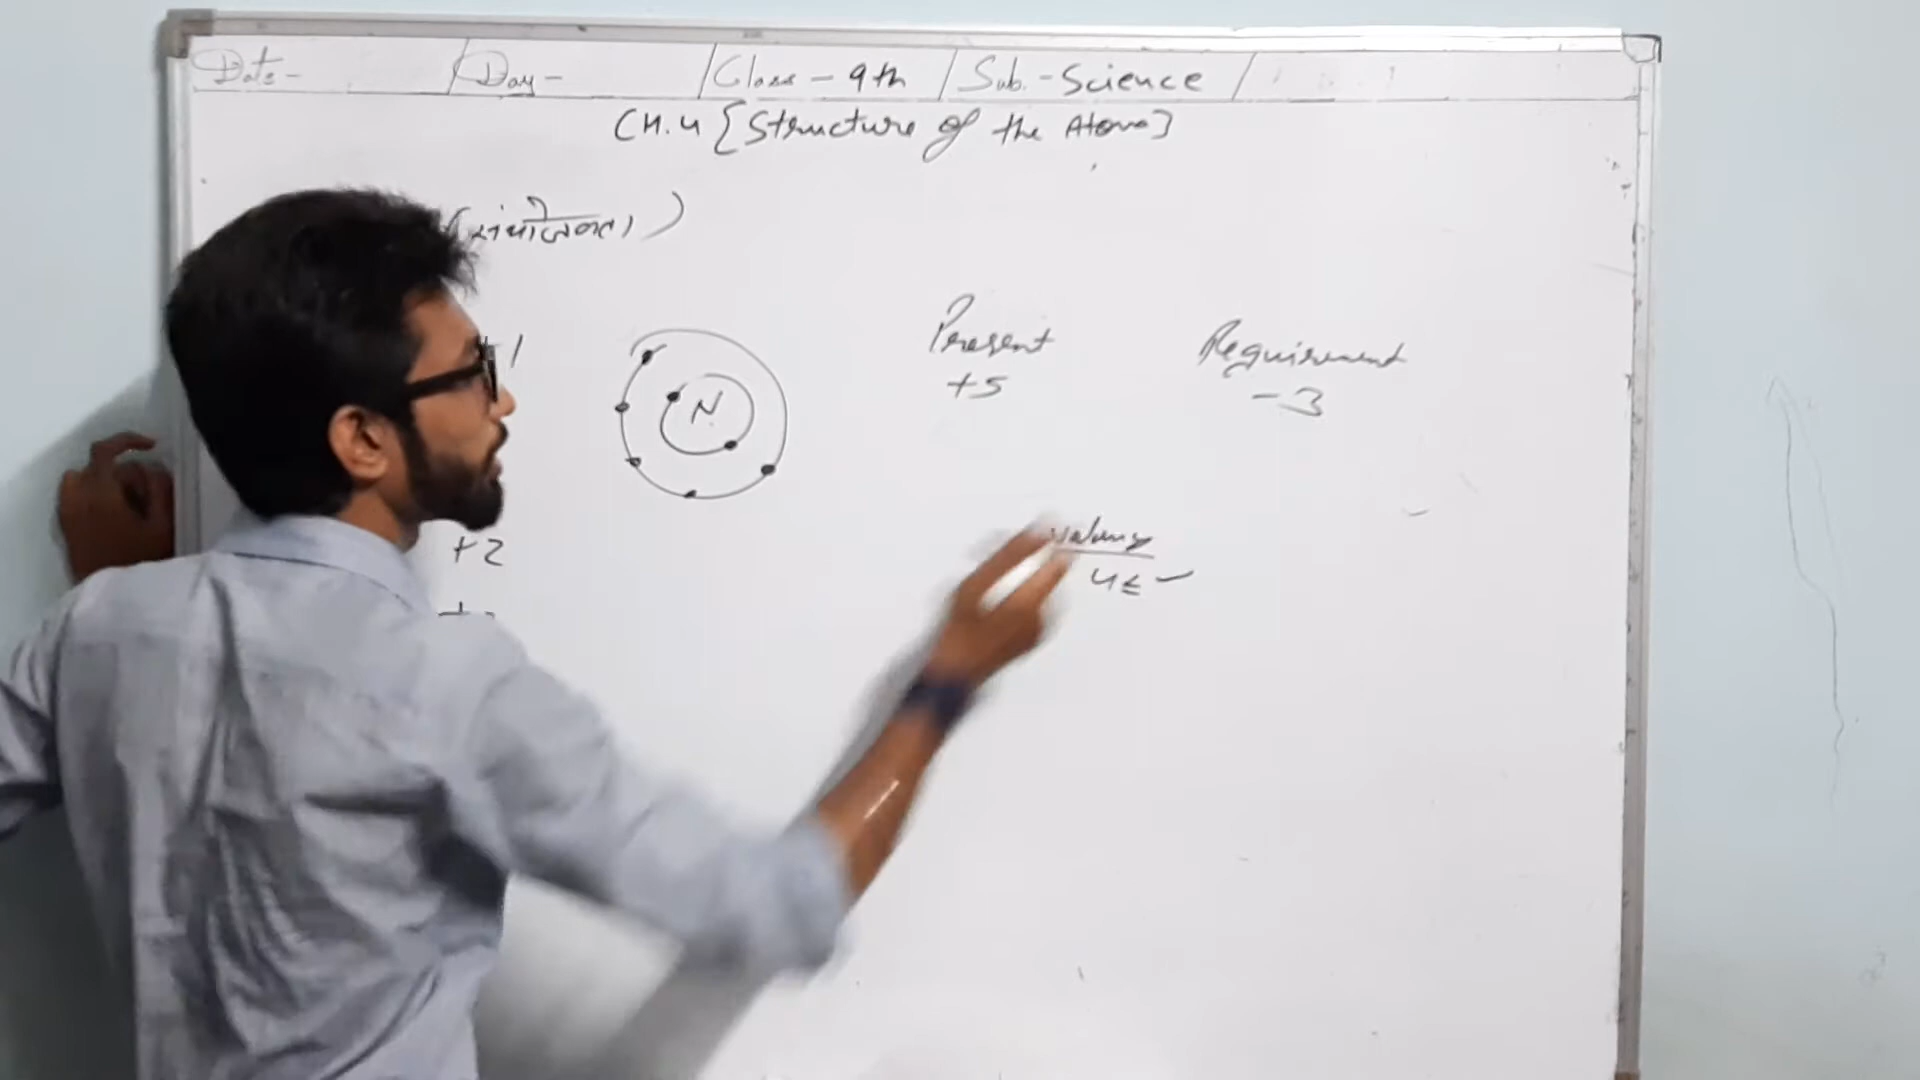 Date- / Day- / Class - 9th / Sub. - Science /
CH.4 [Structure of the Atom]
(संयोजकता)
+1
N
Present
Requirement
+5
-3
+2
4≤